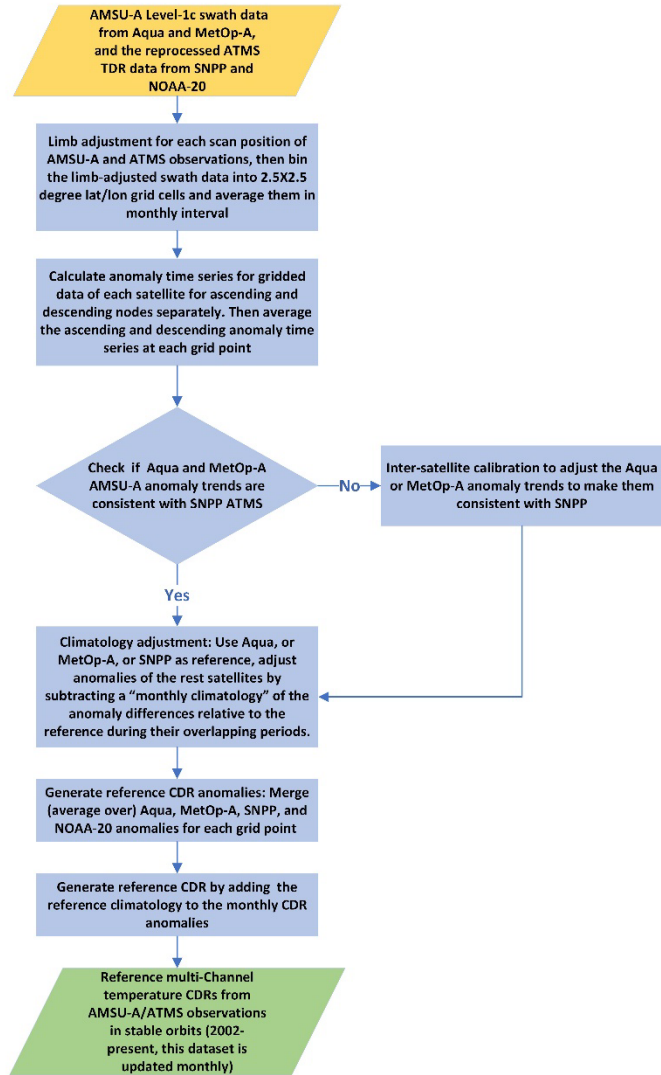 AMSU-A Level-1c swath data
from Aqua and MetOp-A,
and the reprocessed ATMS
TDR data from SNPP and
NOAA-20
Limb adjustment for each scan position of
AMSU-A and ATMS observations, then bin
the limb-adjusted swath data into 2.5X2.5
degree lat/lon grid cells and average them in
monthly interval
Calculate anomaly time series for gridded
data of each satellite for ascending and
descending nodes separately. Then average
the ascending and descending anomaly time
series at each grid point
Check if Aqua and MetOp-A
AMSU-A anomaly trends are
consistent with SNPP ATMS
No
Inter-satellite calibration to adjust the Aqua
or MetOp-A anomaly trends to make them
consistent with SNPP
Yes
Climatology adjustment: Use Aqua, or
MetOp-A, or SNPP as reference, adjust
anomalies of the rest satellites by
subtracting a “monthly climatology” of the
anomaly differences relative to the
reference during their overlapping periods.
Generate reference CDR anomalies: Merge
(average over) Aqua, MetOp-A, SNPP, and
NOAA-20 anomalies for each grid point
Generate reference CDR by adding the
reference climatology to the monthly CDR
anomalies
Reference multi-Channel
temperature CDRs from
AMSU-A/ATMS observations
in stable orbits (2002-
present, this dataset is
updated monthly)